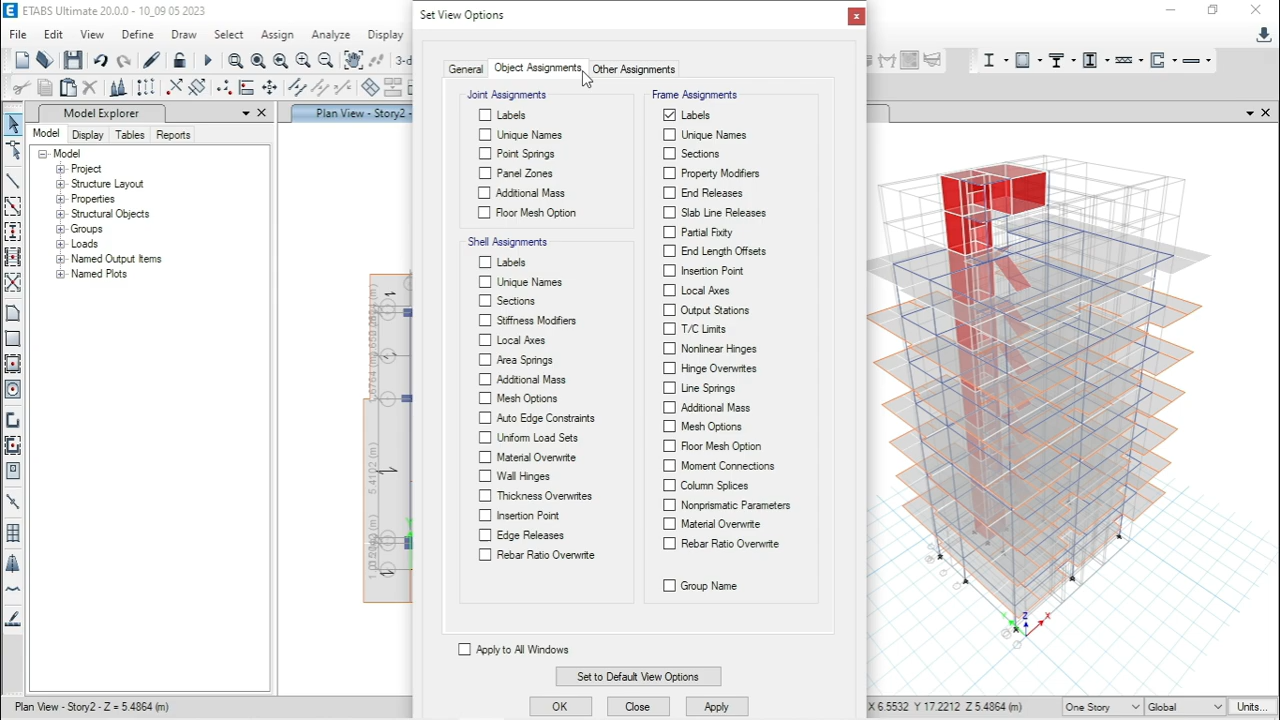 ETABS Ultimate 20.0.0 - 10_09 05 2023
File Edit View Define Draw Select Assign Analyze Display
3-d
Model Explorer
Model Display Tables Reports
Model
Project
Structure Layout
Properties
Structural Objects
Groups
Loads
Named Output Items
Named Plots
Plan View - Story2 -
Set View Options
General Object Assignments Other Assignments
Joint Assignments
Labels
Unique Names
Point Springs
Panel Zones
Additional Mass
Floor Mesh Option
Shell Assignments
Labels
Unique Names
Sections
Stiffness Modifiers
Local Axes
Area Springs
Additional Mass
Mesh Options
Auto Edge Constraints
Uniform Load Sets
Material Overwrite
Wall Hinges
Thickness Overwrites
Insertion Point
Edge Releases
Rebar Ratio Overwrite
Frame Assignments
Labels
Unique Names
Sections
Property Modifiers
End Releases
Slab Line Releases
Partial Fixity
End Length Offsets
Insertion Point
Local Axes
Output Stations
T/C Limits
Nonlinear Hinges
Hinge Overwrites
Line Springs
Additional Mass
Mesh Options
Floor Mesh Option
Moment Connections
Column Splices
Nonprismatic Parameters
Material Overwrite
Rebar Ratio Overwrite
Group Name
Apply to All Windows
Set to Default View Options
OK Close Apply
5.4102 (m)
Z
X
Plan View - Story2 - Z = 5.4864 (m)
X 6.5532 Y 17.2212 Z 5.4864 (m)
One Story Global Units...